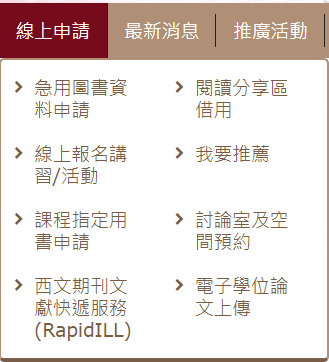 線上申請 最新消息 推廣活動
急用圖書資
料申請
閱讀分享區
借用
線上報名講
習/活動
我要推薦
課程指定用
書申請
討論室及空
間預約
西文期刊文
獻快遞服務
(RapidILL)
電子學位論
文上傳